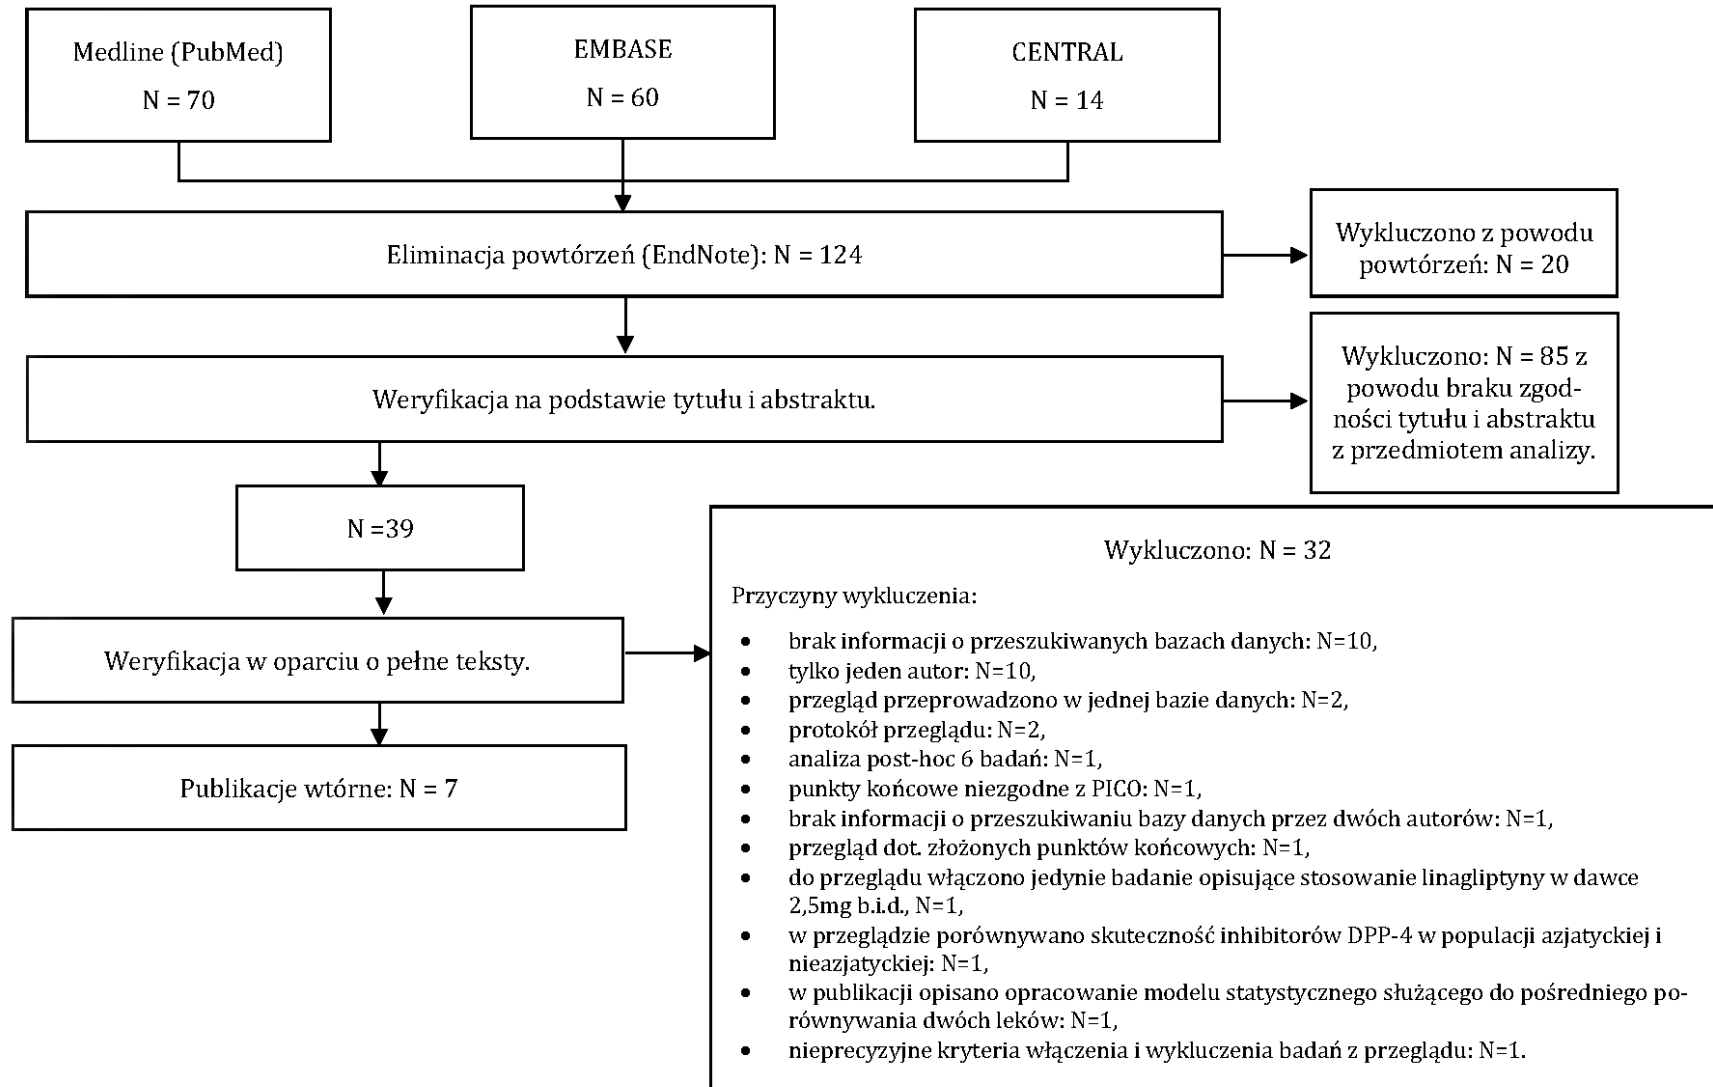 Medline (PubMed)
N = 70
EMBASE
N = 60
CENTRAL
N = 14
Eliminacja powtórzeń (EndNote): N = 124
Wykluczono z powodu
powtórzeń: N = 20
Weryfikacja na podstawie tytułu i abstraktu.
Wykluczono: N = 85 z
powodu braku zgod-
ności tytułu i abstraktu
z przedmiotem analizy.
N =39
Weryfikacja w oparciu o pełne teksty.
Publikacje wtórne: N = 7
Wykluczono: N = 32
Przyczyny wykluczenia:
• brak informacji o przeszukiwanych bazach danych: N=10,
• tylko jeden autor: N=10,
• przegląd przeprowadzono w jednej bazie danych: N=2,
• protokół przeglądu: N=2,
• analiza post-hoc 6 badań: N=1,
• punkty końcowe niezgodne z PICO: N=1,
• brak informacji o przeszukiwaniu bazy danych przez dwóch autorów: N=1,
• przegląd dot. złożonych punktów końcowych: N=1,
• do przeglądu włączono jedynie badanie opisujące stosowanie linagliptyny w dawce
2,5mg b.i.d., N=1,
• w przeglądzie porównywano skuteczność inhibitorów DPP-4 w populacji azjatyckiej i
nieazjatyckiej: N=1,
• w publikacji opisano opracowanie modelu statystycznego służącego do pośredniego po-
równywania dwóch leków: N=1,
• nieprecyzyjne kryteria włączenia i wykluczenia badań z przeglądu: N=1.